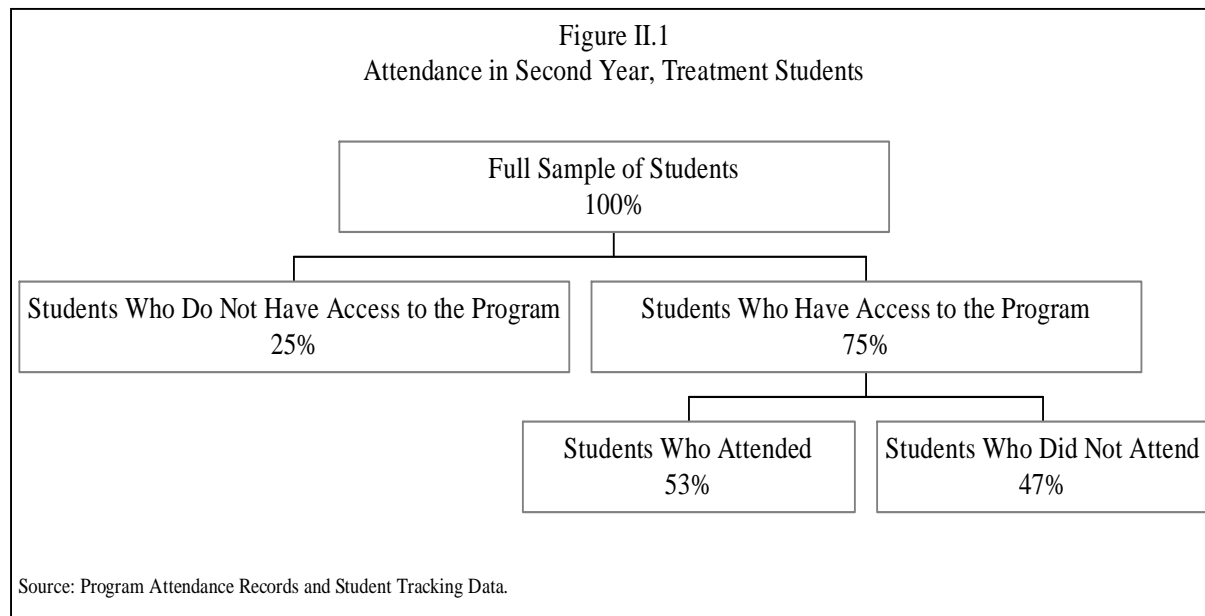 Figure II.1
Attendance in Second Year, Treatment Students
Full Sample of Students
100%
Students Who Do Not Have Access to the Program
25%
Students Who Have Access to the Program
75%
Students Who Attended
53%
Students Who Did Not Attend
47%
Source: Program Attendance Records and Student Tracking Data.